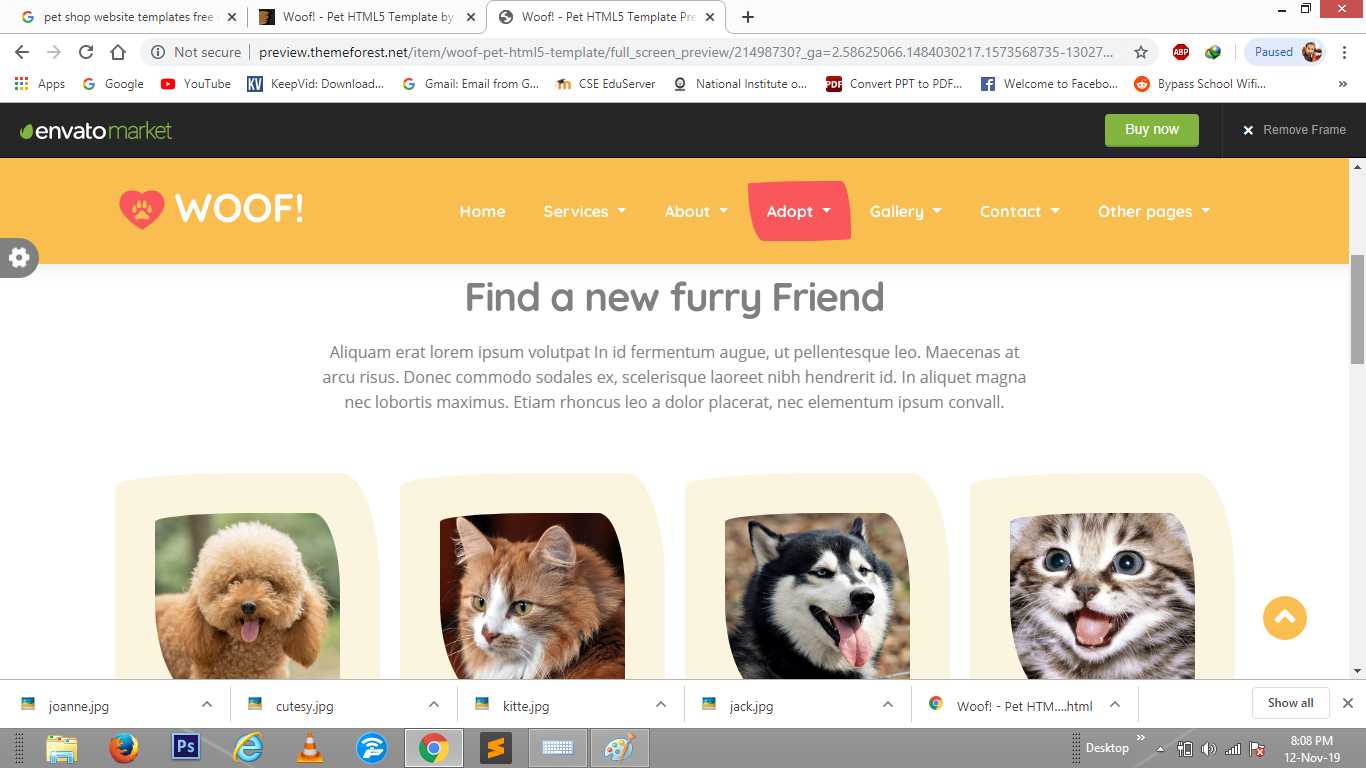 pet shop website templates free
Woof! - Pet HTML5 Template by
Woof! - Pet HTML5 Template Pre
Not secure
preview.themeforest.net/item/woof-pet-html5-template/full_screen_preview/21498730?_ga=2.58625066.1484030217.1573568735-13027...
ABP
Paused
Apps
Google
YouTube
KV
KeepVid: Download...
Gmail: Email from G...
CSE EduServer
National Institute o...
PDF
Convert PPT to PDF...
Welcome to Facebo...
Bypass School Wifi...
envatomarket
Buy now
Remove Frame
WOOF!
Home
Services
About
Adopt
Gallery
Contact
Other pages
Find a new furry Friend
Aliquam erat lorem ipsum volutpat In id fermentum augue, ut pellentesque leo. Maecenas at
arcu risus. Donec commodo sodales ex, scelerisque laoreet nibh hendrerit id. In aliquet magna
nec lobortis maximus. Etiam rhoncus leo a dolor placerat, nec elementum ipsum convall.
joanne.jpg
cutesy.jpg
kitte.jpg
jack.jpg
Woof! - Pet HTM....html
Show all
Ps
Desktop
8:08 PM
12-Nov-19